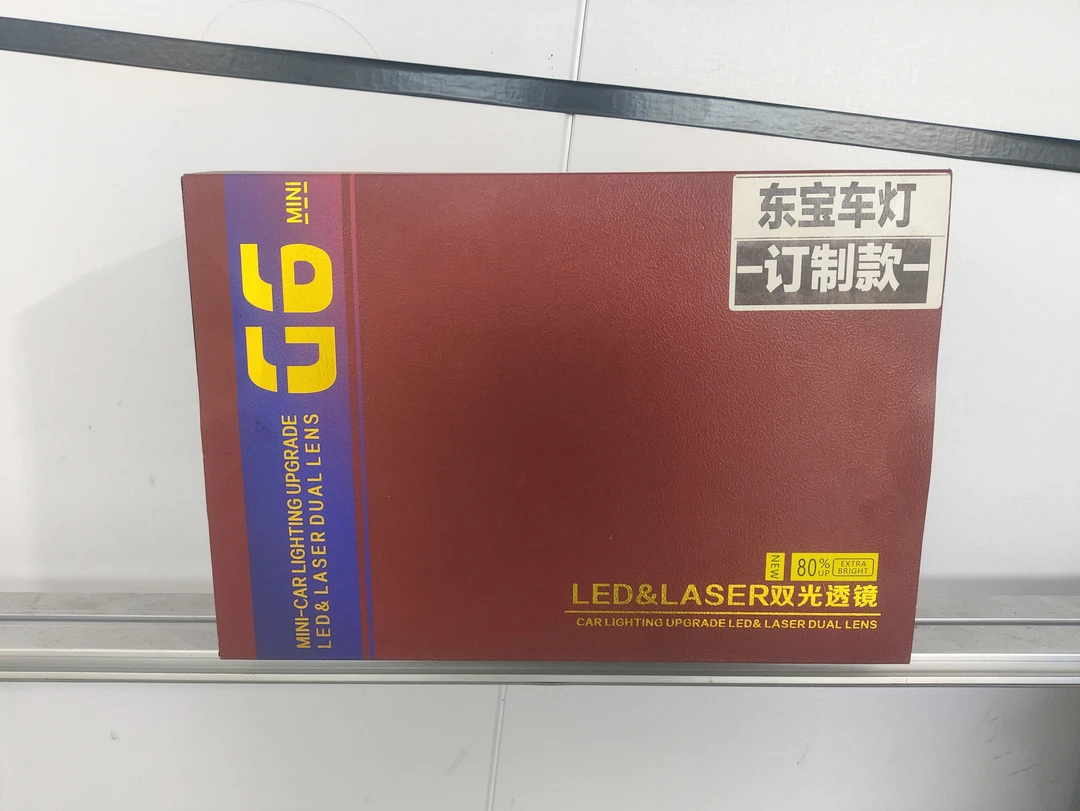 G6 MINI
MINI-CAR LIGHTING UPGRADE
LED& LASER DUAL LENS
东宝车灯
-订制款-
NEW
80% UP
EXTRA BRIGHT
LED&LASER双光透镜
CAR LIGHTING UPGRADE LED& LASER DUAL LENS